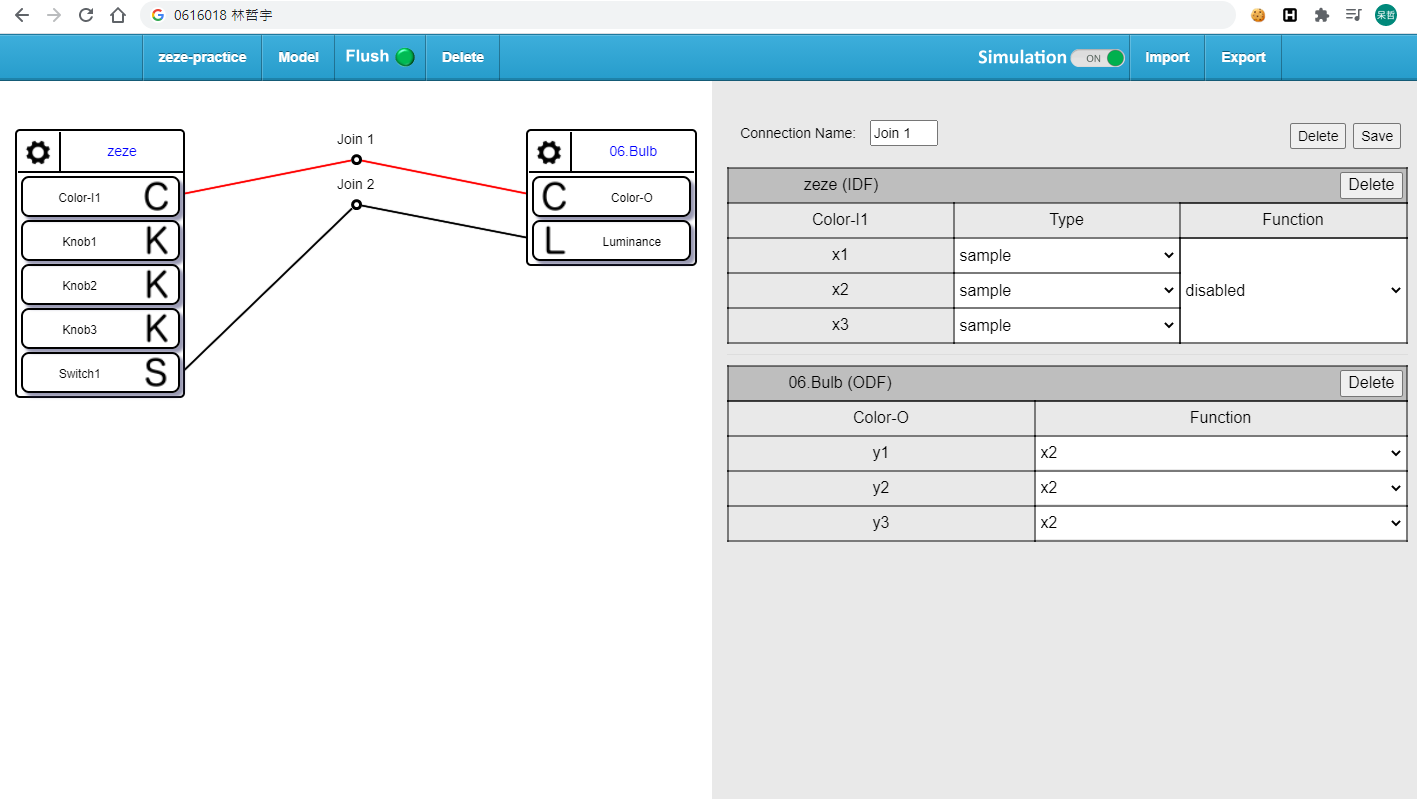 0616018 林哲宇
呆哲
zeze-practice Model Flush Delete Simulation ON Import Export
zeze
Color-I1 C
Knob1 K
Knob2 K
Knob3 K
Switch1 S
Join 1
Join 2
06.Bulb
C Color-O
L Luminance
Connection Name: Join 1 Delete Save
zeze (IDF) Delete
Color-I1 Type Function
x1 sample disabled
x2 sample
x3 sample
06.Bulb (ODF) Delete
Color-O Function
y1 x2
y2 x2
y3 x2